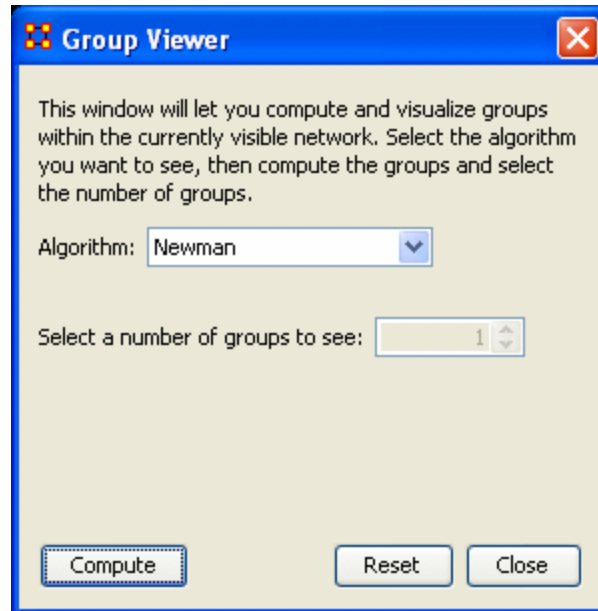 Group Viewer
This window will let you compute and visualize groups
within the currently visible network. Select the algorithm
you want to see, then compute the groups and select
the number of groups.
Algorithm: Newman
Select a number of groups to see: 1
Compute Reset Close